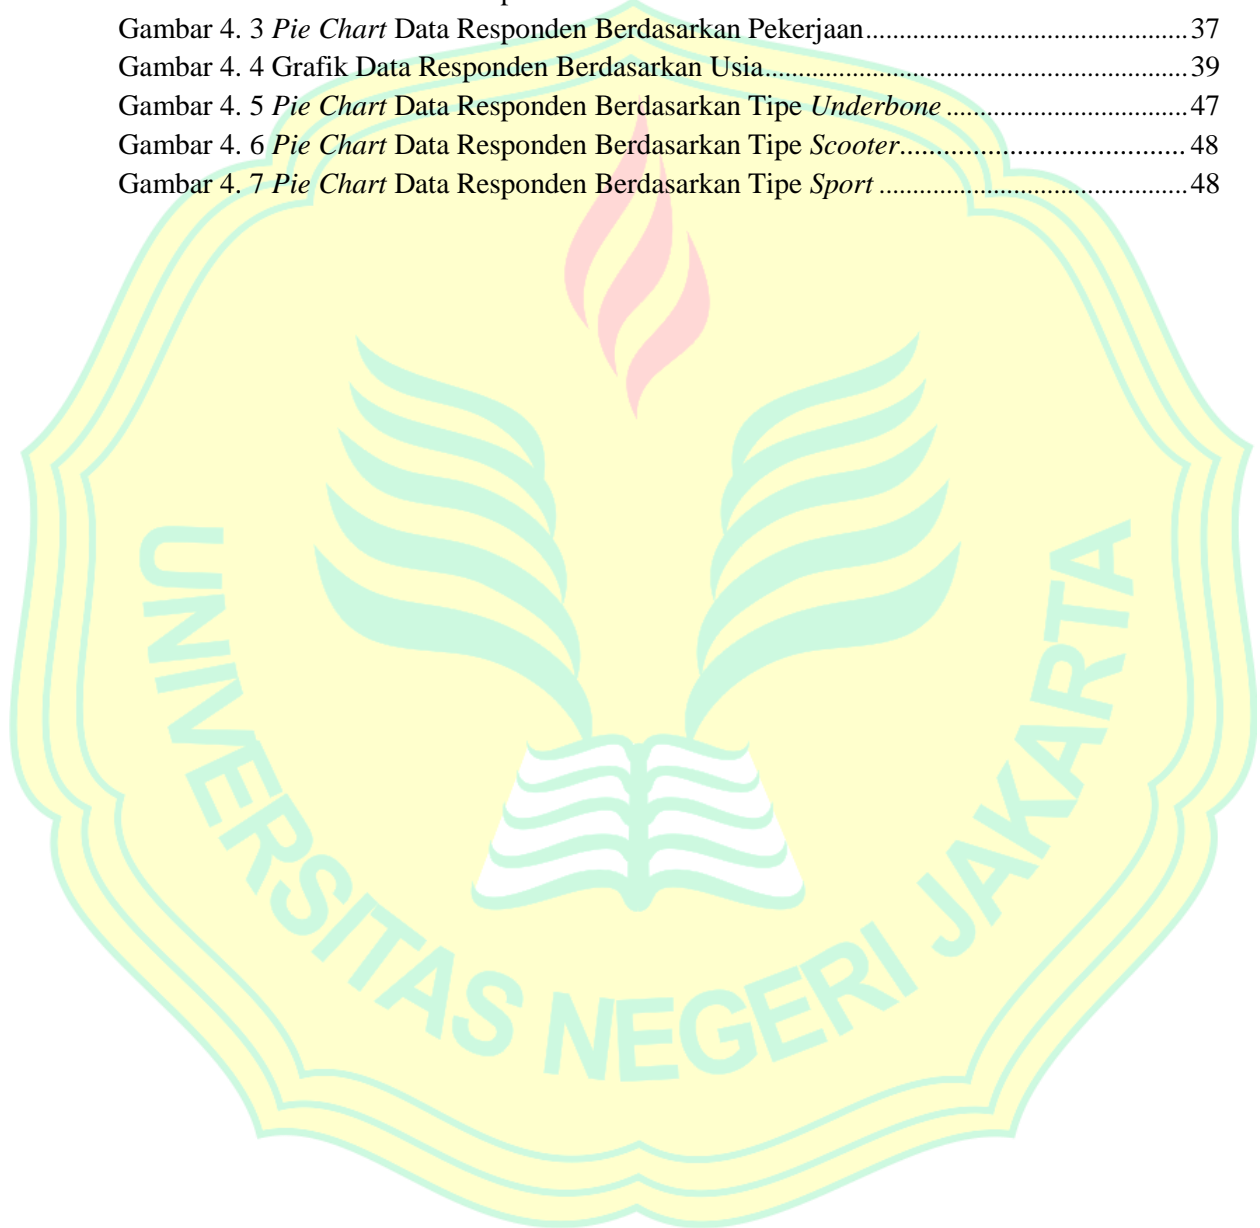 Gambar 4. 3 Pie Chart Data Responden Berdasarkan Pekerjaan........................................................37
Gambar 4. 4 Grafik Data Responden Berdasarkan Usia........................................................................39
Gambar 4. 5 Pie Chart Data Responden Berdasarkan Tipe Underbone..........................................47
Gambar 4. 6 Pie Chart Data Responden Berdasarkan Tipe Scooter..........................................48
Gambar 4. 7 Pie Chart Data Responden Berdasarkan Tipe Sport....................................................48
UNIVERSITAS NEGERI JAKARTA